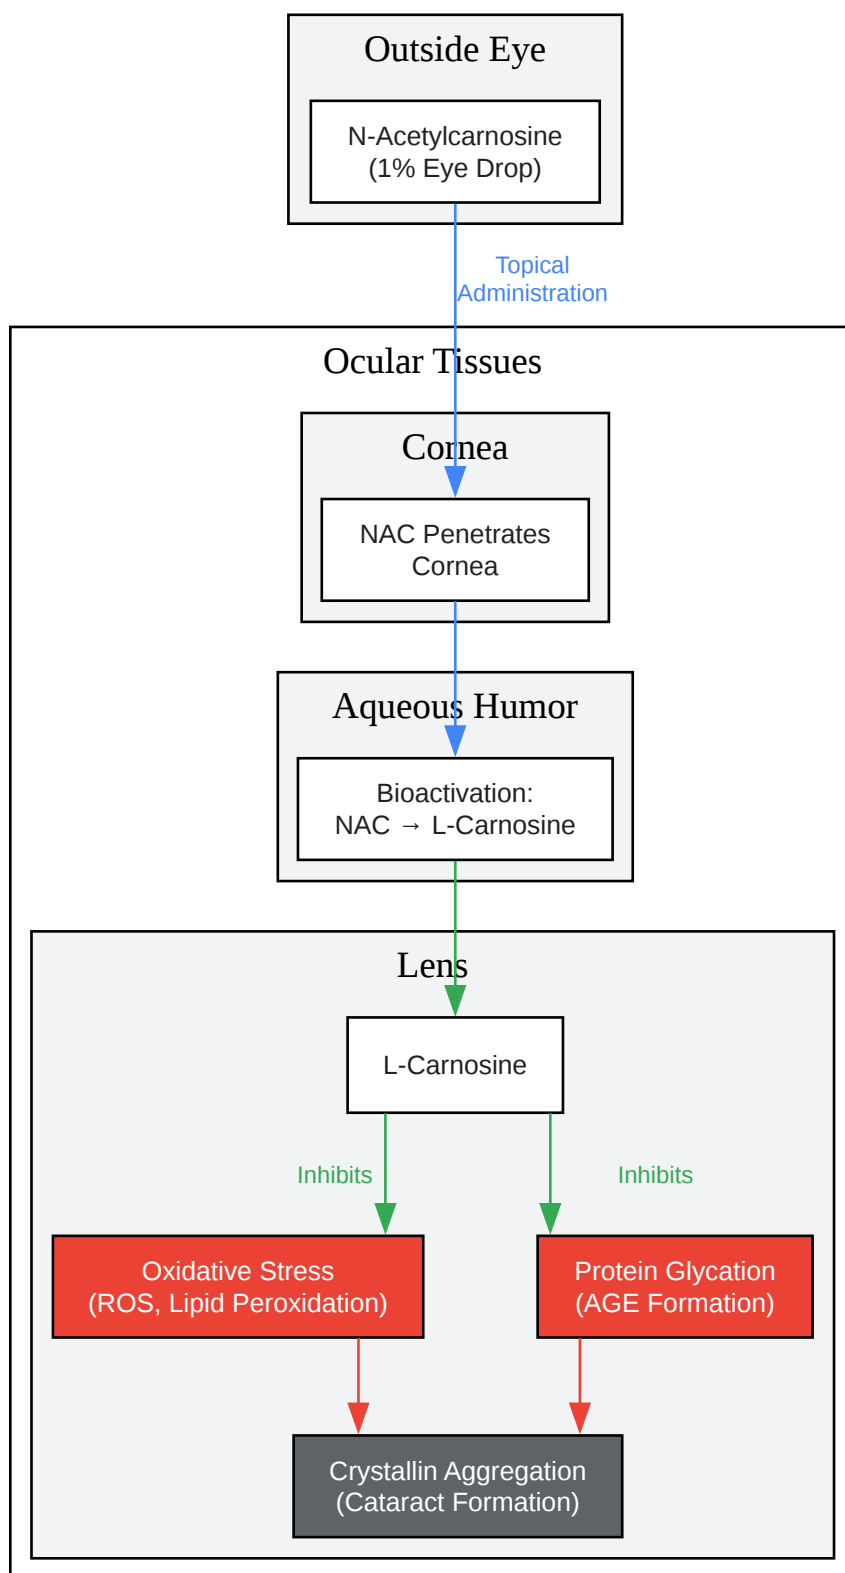 Outside Eye
N-Acetylcarnosine
(1% Eye Drop)
Topical
Administration
Ocular Tissues
Cornea
NAC Penetrates
Cornea
Aqueous Humor
Bioactivation:
NAC → L-Carnosine
Lens
L-Carnosine
Inhibits
Inhibits
Oxidative Stress
(ROS, Lipid Peroxidation)
Protein Glycation
(AGE Formation)
Crystallin Aggregation
(Cataract Formation)